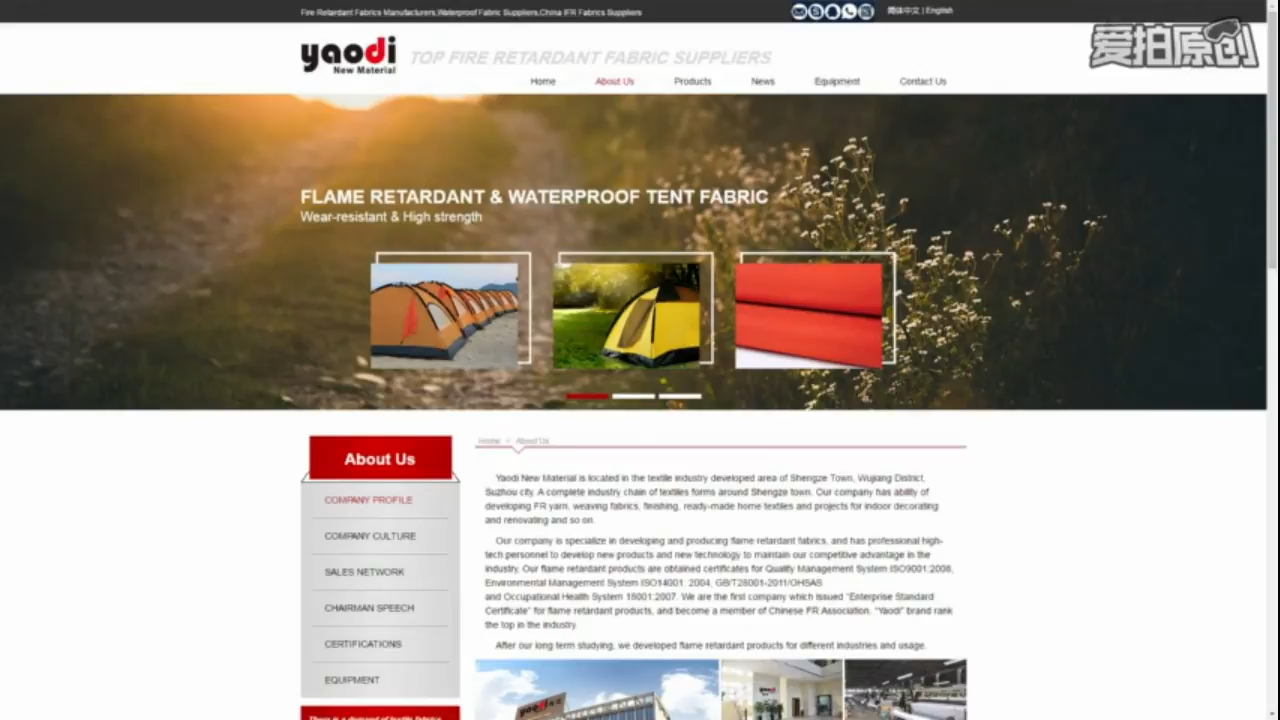 Fire Retardant Fabrics Manufacturers,Waterproof Fabric Suppliers,China IFR Fabrics Suppliers
简体中文 | English
爱拍原创
yaodi
New Material
TOP FIRE RETARDANT FABRIC SUPPLIERS
Home
About Us
Products
News
Equipment
Contact Us
FLAME RETARDANT & WATERPROOF TENT FABRIC
Wear-resistant & High strength
About Us
COMPANY PROFILE
COMPANY CULTURE
SALES NETWORK
CHAIRMAN SPEECH
CERTIFICATIONS
EQUIPMENT
There is a demand of textile fabrics
Home > About Us
Yaodi New Material is located in the textile industry developed area of Shengze Town, Wujiang District,
Suzhou city. A complete industry chain of textiles forms around Shengze town. Our company has ability of
developing FR yarn, weaving fabrics, finishing, ready-made home textiles and projects for indoor decorating
and renovating and so on.
Our company is specialize in developing and producing flame retardant fabrics, and has professional high-
tech personnel to develop new products and new technology to maintain our competitive advantage in the
industry. Our flame retardant products are obtained certificates for Quality Management System ISO9001:2008,
Environmental Management System ISO14001: 2004, GB/T28001-2011/OHSAS
and Occupational Health System 18001:2007. We are the first company which issued "Enterprise Standard
Certificate" for flame retardant products, and become a member of Chinese FR Association. "Yaodi" brand rank
the top in the industry.
After our long term studying, we developed flame retardant products for different industries and usage.
yaodi
yaodi